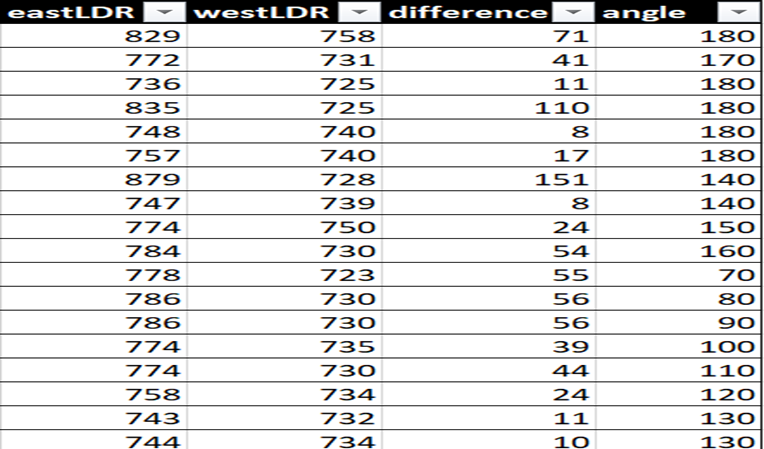 eastLDR westLDR difference angle
829 758 71 180
772 731 41 170
736 725 11 180
835 725 110 180
748 740 8 180
757 740 17 180
879 728 151 140
747 739 8 140
774 750 24 150
784 730 54 160
778 723 55 70
786 730 56 80
786 730 56 90
774 735 39 100
774 730 44 110
758 734 24 120
743 732 11 130
744 734 10 130